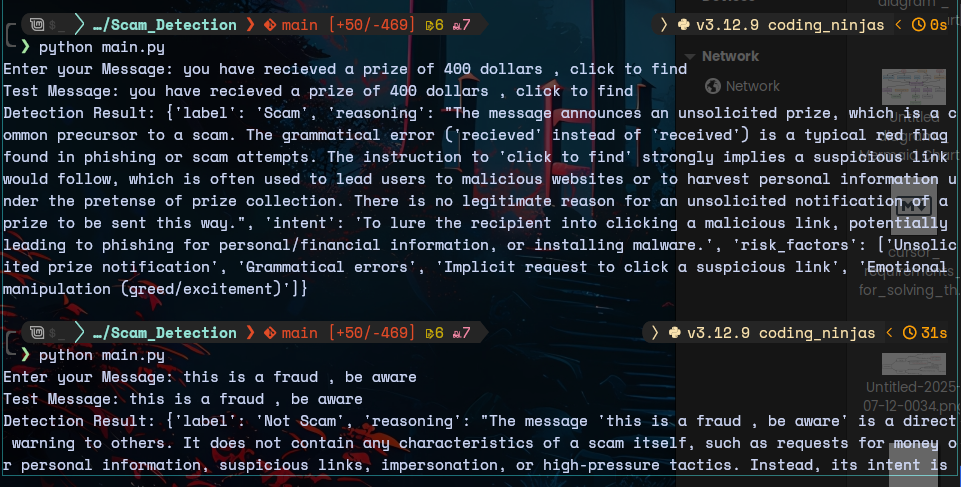 …/Scam_Detection main [+50/-469] 6 7 v3.12.9 coding_ninjas 0s
python main.py
Enter your Message: you have recieved a prize of 400 dollars , click to find
Network
Test Message: you have recieved a prize of 400 dollars , click to find
Network
Detection Result: {'label': 'Scam', 'reasoning': "The message announces an unsolicited prize, which is a c
ommon precursor to a scam. The grammatical error ('recieved' instead of 'received') is a typical red flag
found in phishing or scam attempts. The instruction to 'click to find' strongly implies a suspicious link
would follow, which is often used to lead users to malicious websites or to harvest personal information u
nder the pretense of prize collection. There is no legitimate reason for an unsolicited notification of a
prize to be sent this way.", 'intent': 'To lure the recipient into clicking a malicious link, potentially
leading to phishing for personal/financial information, or installing malware.', 'risk_factors': ['Unsolic
ited prize notification', 'Grammatical errors', 'Implicit request to click a suspicious link', 'Emotional
cursor_
requirements_
manipulation (greed/excitement)']}
for_solving_th…
…/Scam_Detection main [+50/-469] 6 7 v3.12.9 coding_ninjas 31s
python main.py
Enter your Message: this is a fraud , be aware
Untitled-2025-
Test Message: this is a fraud , be aware
07-12-0034.png
Detection Result: {'label': 'Not Scam', 'reasoning': "The message 'this is a fraud , be aware' is a direct
warning to others. It does not contain any characteristics of a scam itself, such as requests for money o
r personal information, suspicious links, impersonation, or high-pressure tactics. Instead, its intent is